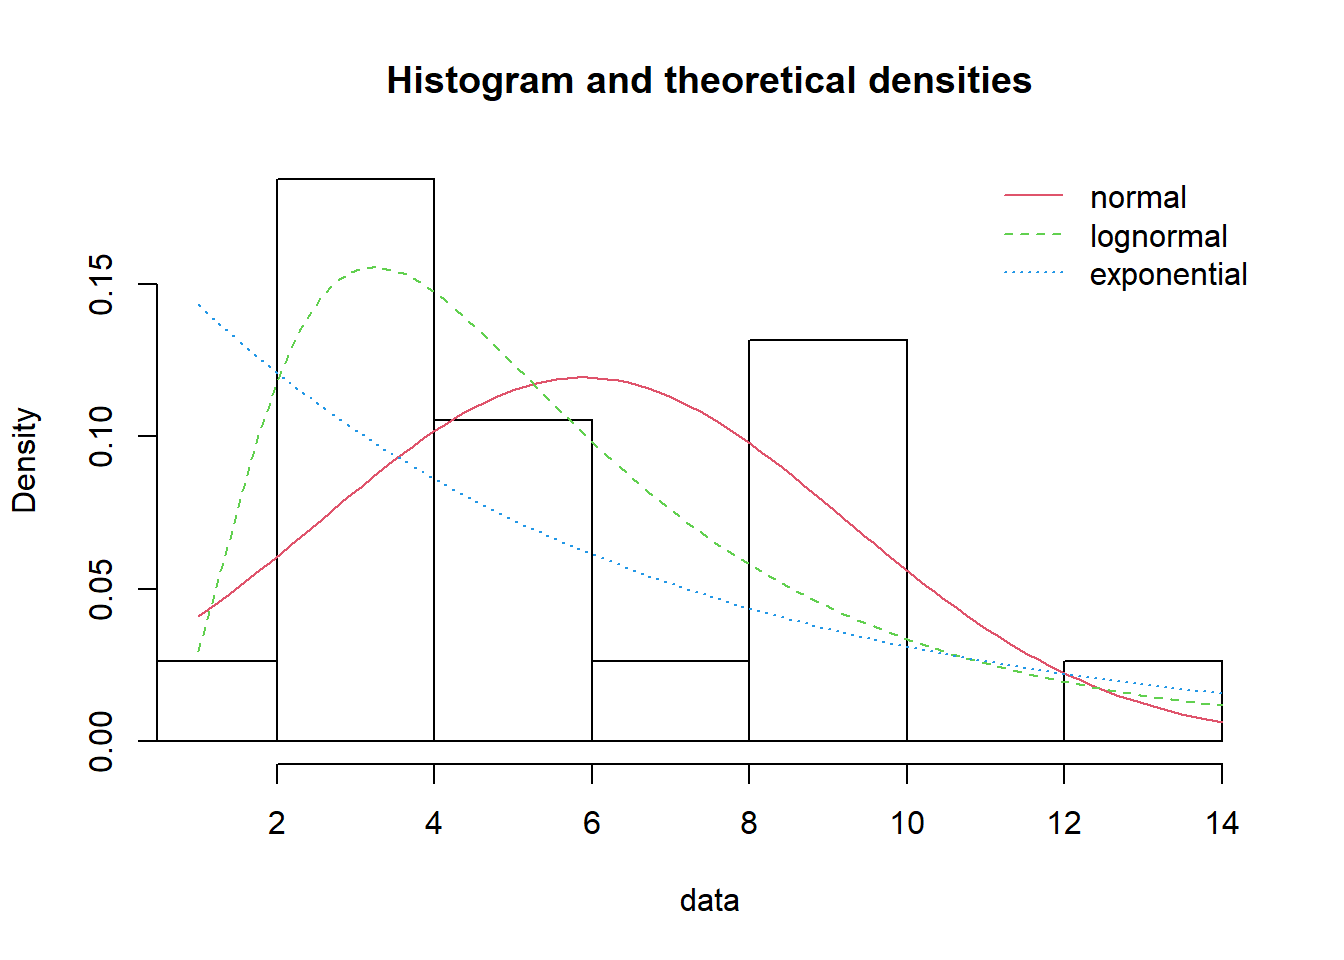 Histogram and theoretical densities
normal
lognormal
exponential
0.15
0.10
0.05
0.00
Density
2 4 6 8 10 12 14
data